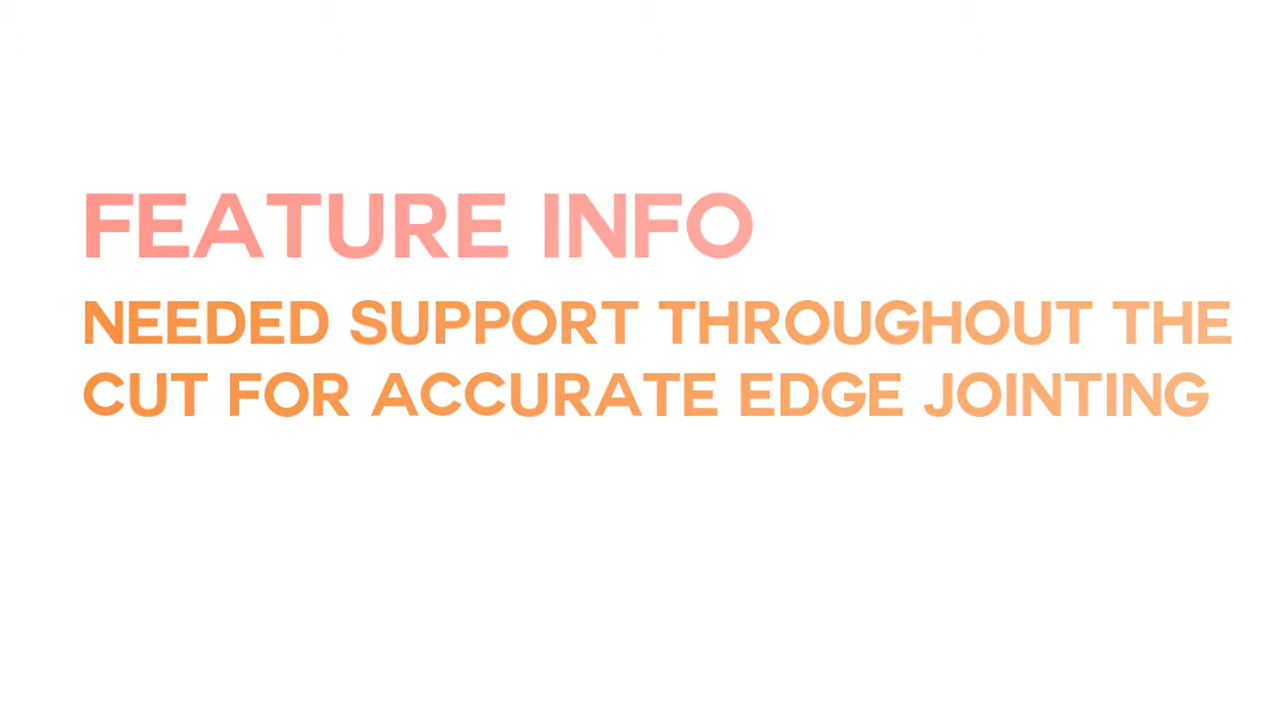 FEATURE INFO
NEEDED SUPPORT THROUGHOUT THE
CUT FOR ACCURATE EDGE JOINTING